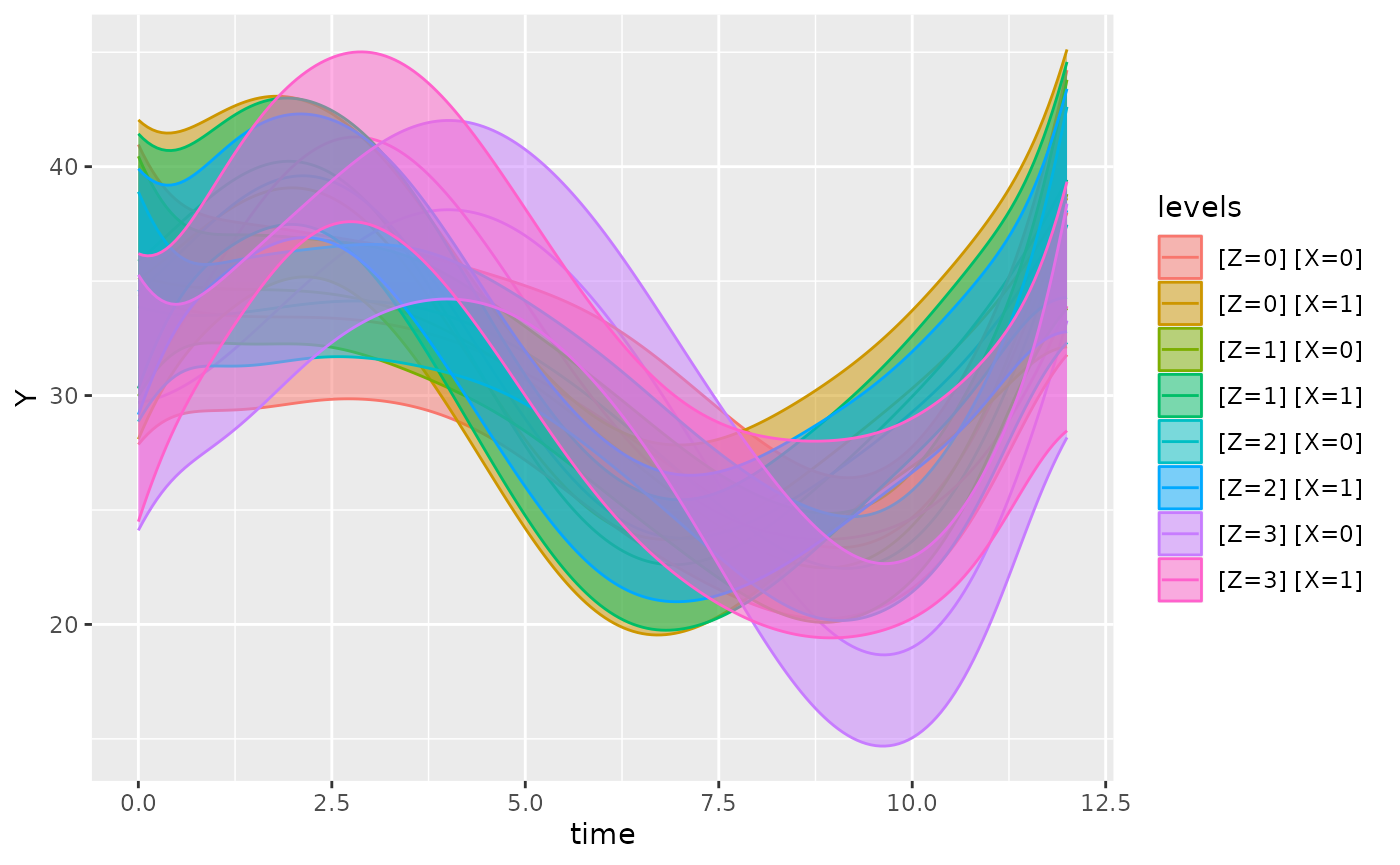 40
30
20
Y
0.0 2.5 5.0 7.5 10.0 12.5
time
levels
[Z=0] [X=0]
[Z=0] [X=1]
[Z=1] [X=0]
[Z=1] [X=1]
[Z=2] [X=0]
[Z=2] [X=1]
[Z=3] [X=0]
[Z=3] [X=1]